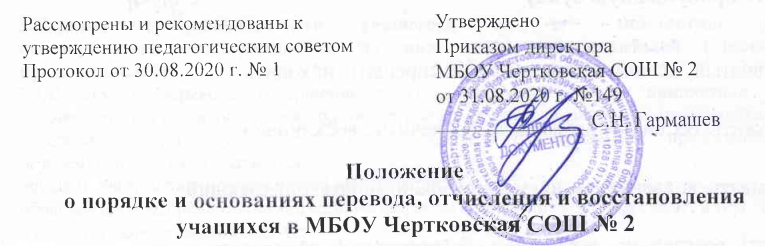 Рассмотрены и рекомендованы к
утверждению педагогическим советом
Протокол от 30.08.2020 г. № 1
Утверждено
Приказом директора
МБОУ Чертковская СОШ № 2
от 31.08.2020 г. №149
С.Н. Гармашев
ДОКУМЕНТОВ
Положение
о порядке и основаниях перевода, отчисления и восстановления
учащихся в МБОУ Чертковская СОШ № 2